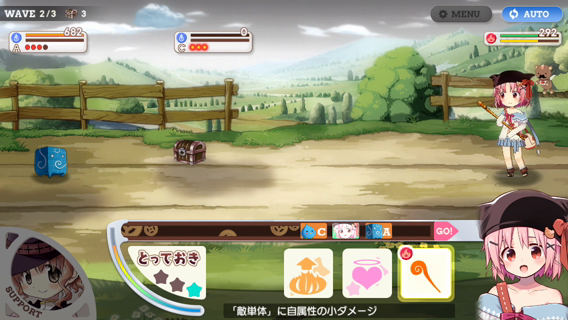 WAVE 2/3 3
MENU
AUTO
682
A
0
C
292
C A GO!
とっておき
SUPPORT
「敵単体」に自属性の小ダメージ